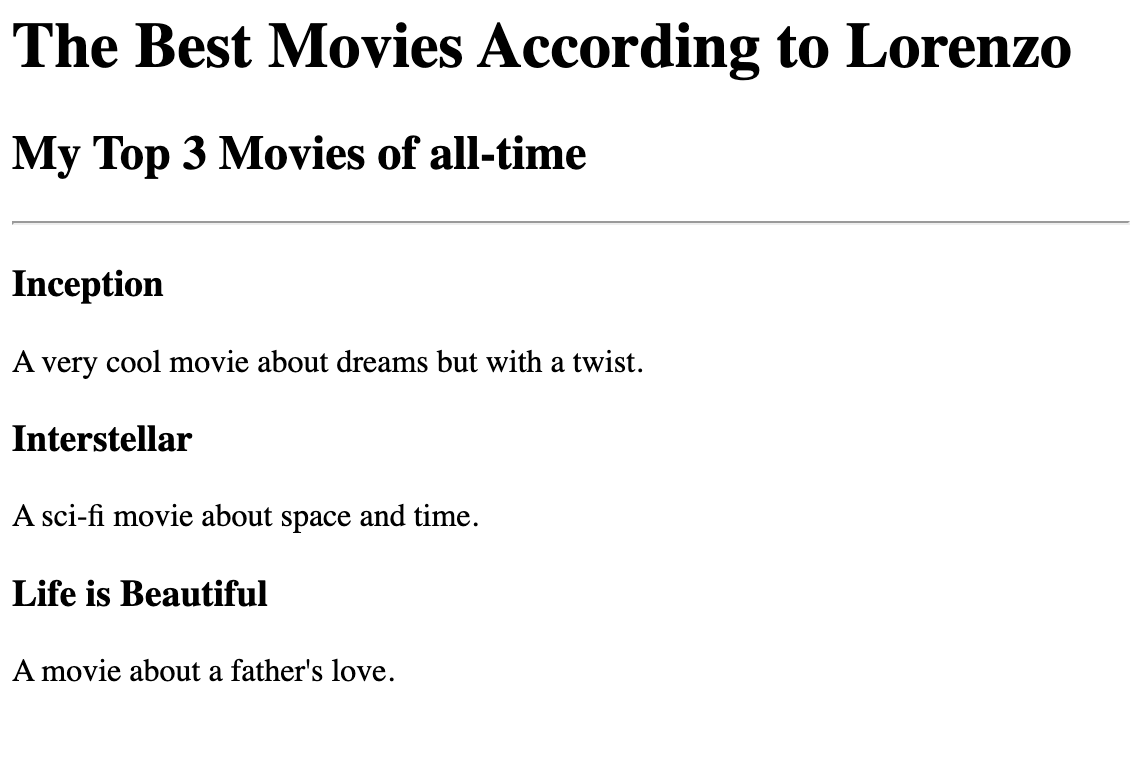 The Best Movies According to Lorenzo
My Top 3 Movies of all-time
Inception
A very cool movie about dreams but with a twist.
Interstellar
A sci-fi movie about space and time.
Life is Beautiful
A movie about a father's love.